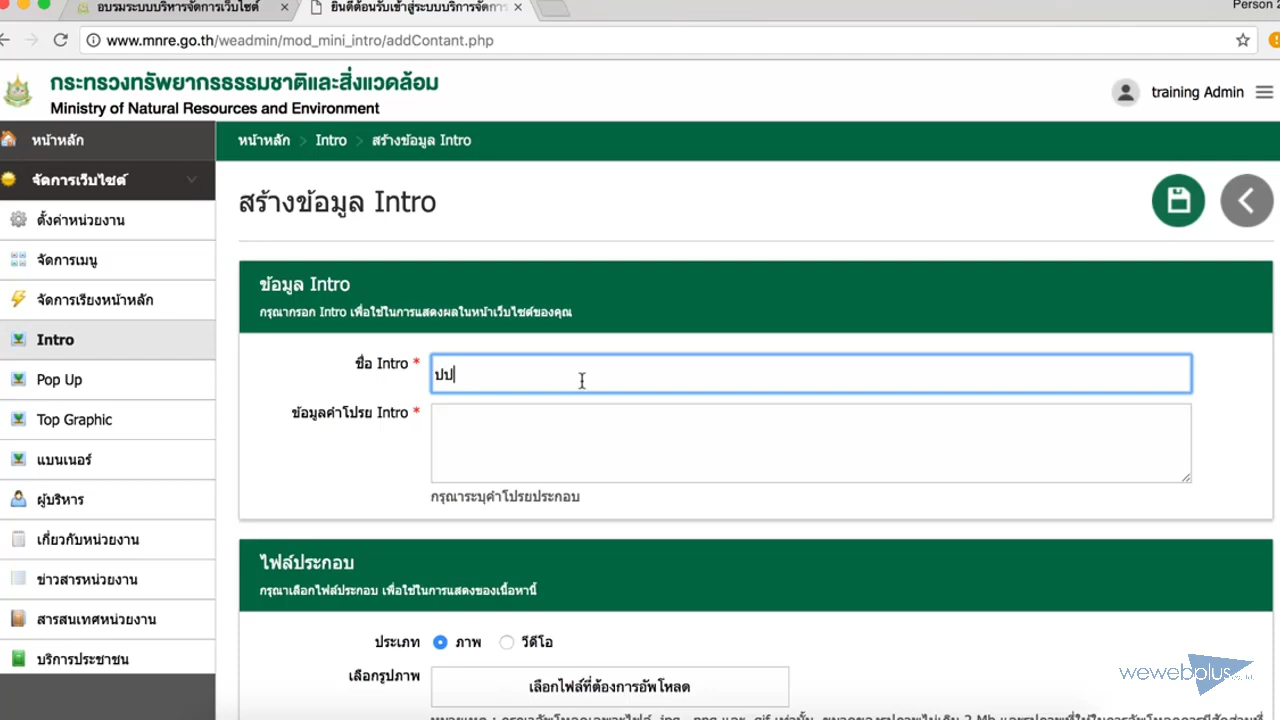 อบรมระบบบริหารจัดการเว็บไซต์
ยินดีต้อนรับเข้าสู่ระบบบริการจัดการ
Person 2
www.mnre.go.th/weadmin/mod_mini_intro/addContant.php
กระทรวงทรัพยากรธรรมชาติและสิ่งแวดล้อม
Ministry of Natural Resources and Environment
training Admin
หน้าหลัก
จัดการเว็บไซต์
ตั้งค่าหน่วยงาน
จัดการเมนู
จัดการเรียงหน้าหลัก
Intro
Pop Up
Top Graphic
แบนเนอร์
ผู้บริหาร
เกี่ยวกับหน่วยงาน
ข่าวสารหน่วยงาน
สารสนเทศหน่วยงาน
บริการประชาชน
หน้าหลัก > Intro > สร้างข้อมูล Intro
สร้างข้อมูล Intro
ข้อมูล Intro
กรุณากรอก Intro เพื่อใช้ในการแสดงผลในหน้าเว็บไซต์ของคุณ
ชื่อ Intro *
ปป
ข้อมูลคำโปรย Intro *
กรุณาระบุคำโปรยประกอบ
ไฟล์ประกอบ
กรุณาเลือกไฟล์ประกอบ เพื่อใช้ในการแสดงของเนื้อหานี้
ประเภท ภาพ วีดีโอ
เลือกรูปภาพ
เลือกไฟล์ที่ต้องการอัพโหลด
wewebplus co., ltd.